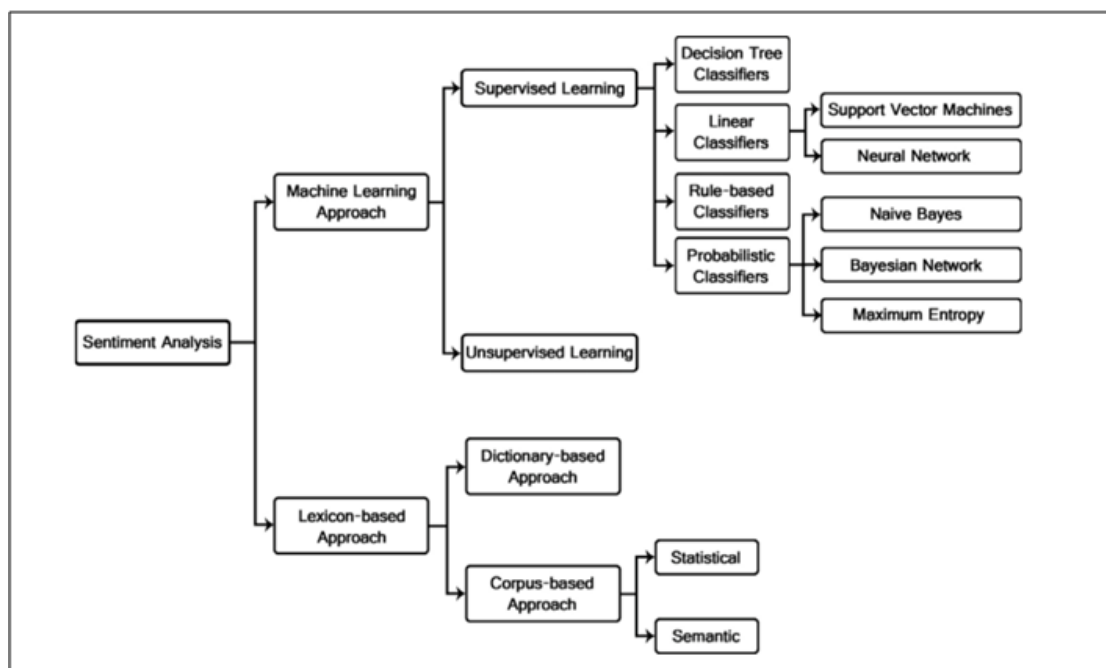 Decision Tree
Classifiers
Supervised Learning
Linear
Classifiers
Support Vector Machines
Neural Network
Machine Learning
Approach
Rule-based
Classifiers
Naive Bayes
Probabilistic
Classifiers
Bayesian Network
Maximum Entropy
Sentiment Analysis
Unsupervised Learning
Dictionary-based
Approach
Lexicon-based
Approach
Statistical
Corpus-based
Approach
Semantic